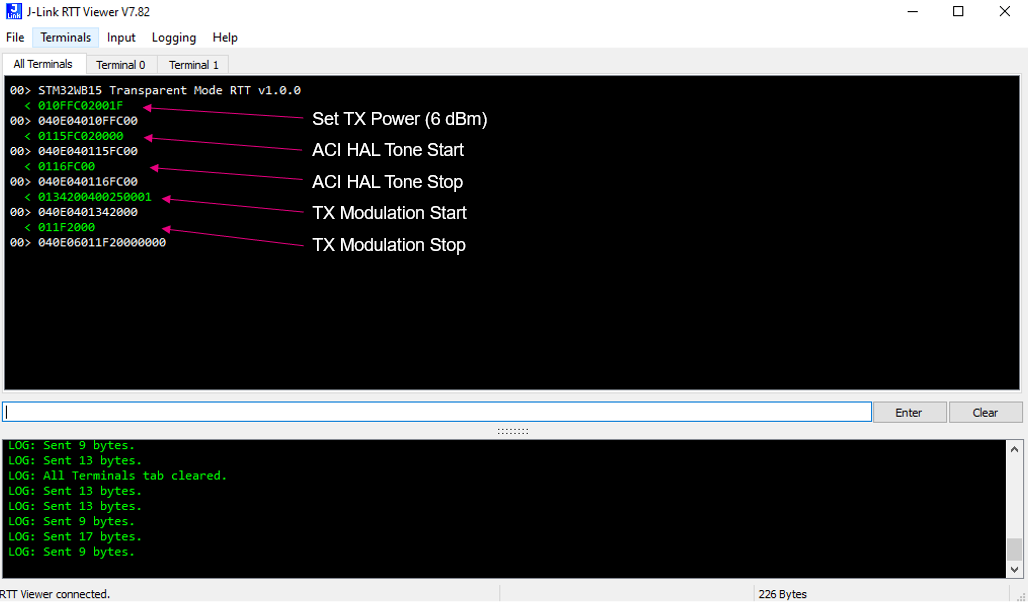 J-Link RTT Viewer V7.82
File Terminals Input Logging Help
All Terminals Terminal 0 Terminal 1
00> STM32WB15 Transparent Mode RTT v1.0.0
< 010FFC02001F
Set TX Power (6 dBm)
00> 040E04010FFC00
< 0115FC020000
ACI HAL Tone Start
00> 040E040115FC00
< 0116FC00
ACI HAL Tone Stop
00> 040E040116FC00
< 0134200400250001
TX Modulation Start
00> 040E0401342000
< 011F2000
TX Modulation Stop
00> 040E06011F20000000
Enter Clear
LOG: Sent 9 bytes.
LOG: Sent 13 bytes.
LOG: All Terminals tab cleared.
LOG: Sent 13 bytes.
LOG: Sent 13 bytes.
LOG: Sent 9 bytes.
LOG: Sent 17 bytes.
LOG: Sent 9 bytes.
RTT Viewer connected. 226 Bytes